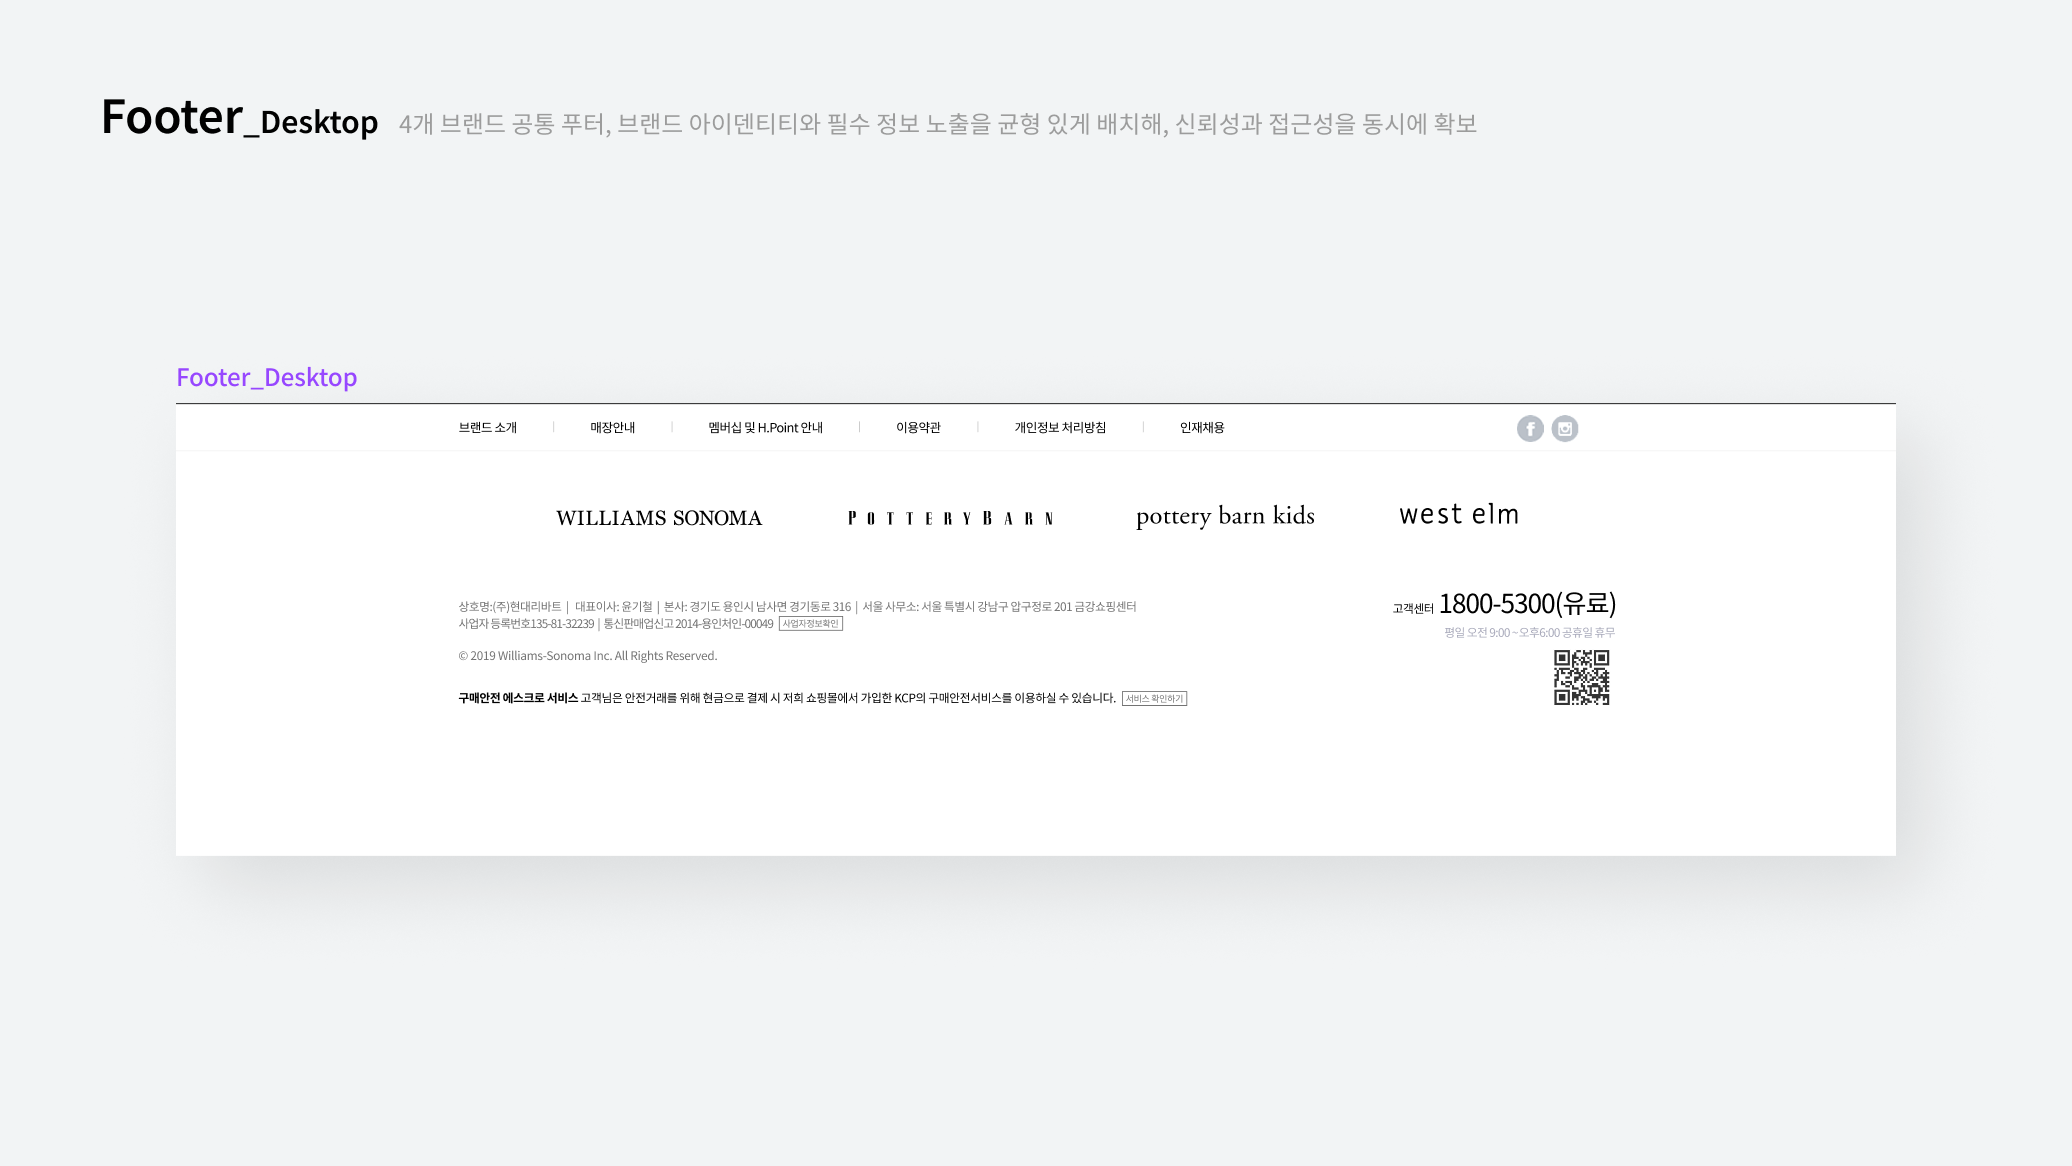 Footer_Desktop 4개 브랜드 공통 푸터, 브랜드 아이덴티티와 필수 정보 노출을 균형 있게 배치해, 신뢰성과 접근성을 동시에 확보
Footer_Desktop
브랜드 소개 | 매장안내 | 멤버십 및 H.Point 안내 | 이용약관 | 개인정보 처리방침 | 인재채용
WILLIAMS SONOMA POTTERY BARN pottery barn kids west elm
상호명:(주)현대리바트 | 대표이사: 윤기철 | 본사: 경기도 용인시 남사면 경기동로 316 | 서울 사무소: 서울 특별시 강남구 압구정로 201 금강쇼핑센터
사업자 등록번호135-81-32239 | 통신판매업신고 2014-용인처인-00049 사업자정보확인
© 2019 Williams-Sonoma Inc. All Rights Reserved.
구매안전 에스크로 서비스 고객님은 안전거래를 위해 현금으로 결제 시 저희 쇼핑몰에서 가입한 KCP의 구매안전서비스를 이용하실 수 있습니다. 서비스 확인하기
고객센터 1800-5300(유료)
평일 오전 9:00 ~ 오후6:00 공휴일 휴무